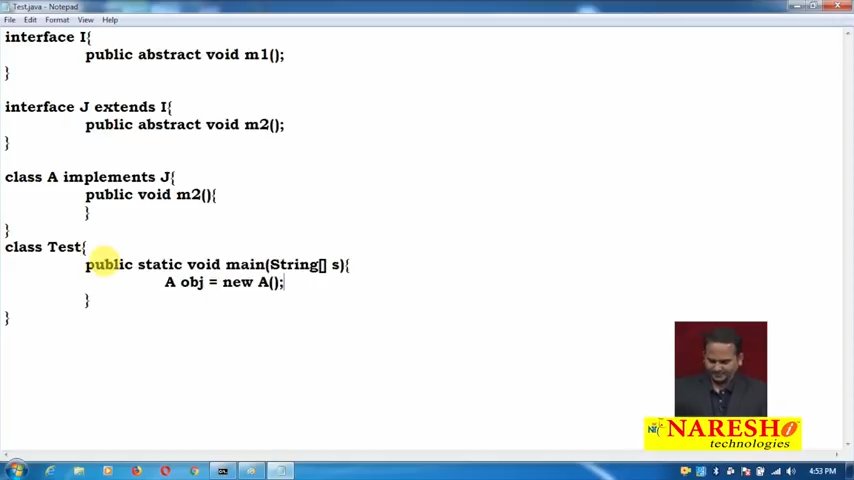 Test.java - Notepad
File Edit Format View Help
interface I{
public abstract void m1();
}
interface J extends I{
public abstract void m2();
}
class A implements J{
public void m2(){
}
}
class Test{
public static void main(String[] s){
A obj = new A();
}
}
NARESH i
technologies
4:53 PM